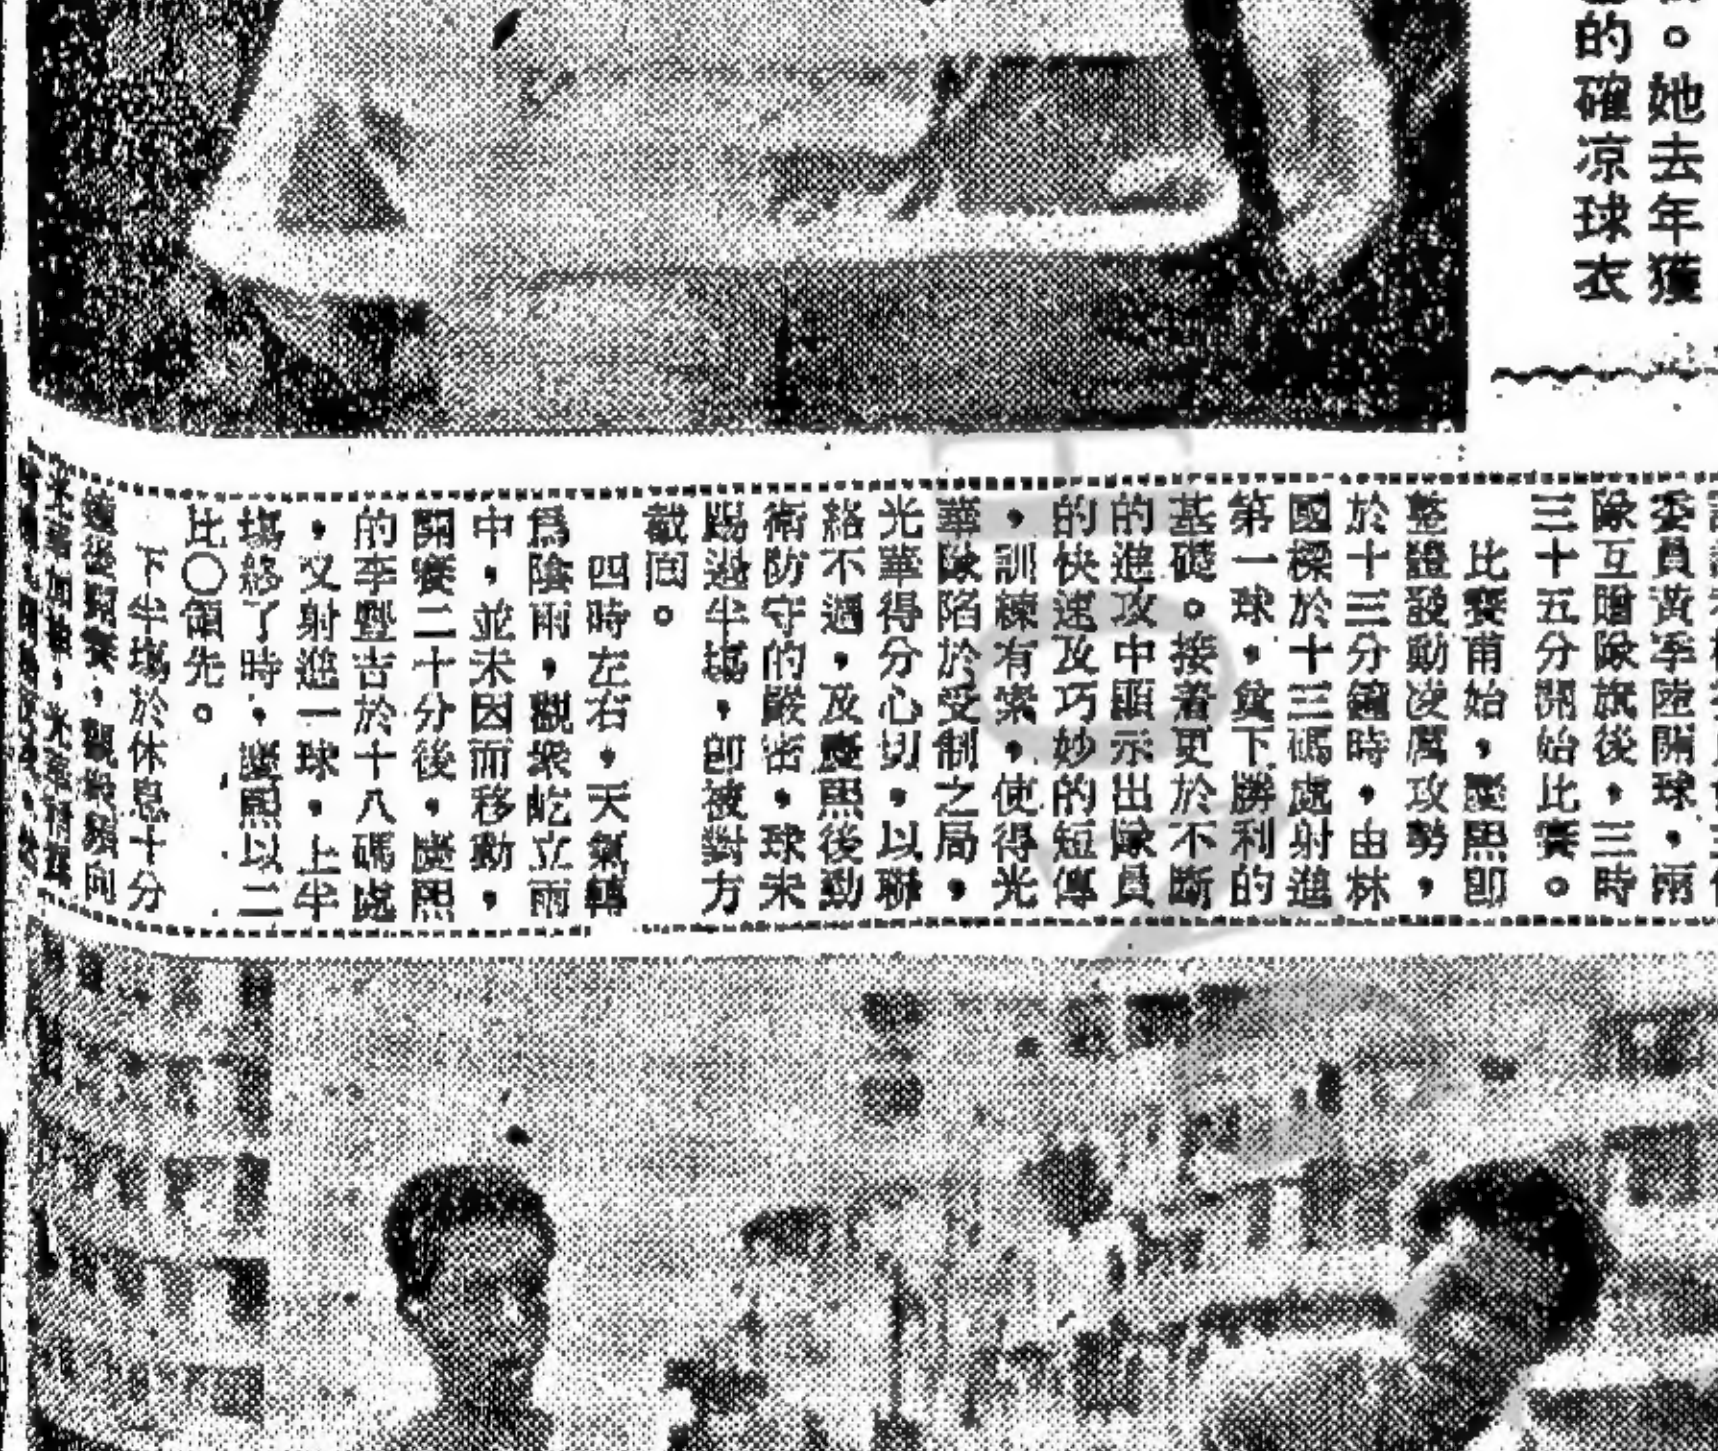 。她去年獲
的確凉球衣
委員黃季陸開球，兩
隊互贈隊旗後，三時
三十五分開始比賽。
比賽甫始，慶熙即
整體發動凌厲攻勢，
於十三分鐘時，由林
國樑於十三碼處射進
第一球，奠下勝利的
基礎。接着更於不斷
的進攻中顯示出隊員
的快速及巧妙的短傳
，訓練有素，使得光
華隊陷於受制之局，
光華得分心切，以聯
絡不過，及慶熙後勁
衛防守的嚴密，球未
踢過半場，即被對方
截回。
四時左右，天氣轉
爲陰雨，觀衆屹立雨
中，並未因而移動，
開賽二十分後，慶熙
的李豐吉於十八碼處
，又射進一球，上半
場終了時，慶熙以二
比〇領先。
下半場於休息十分